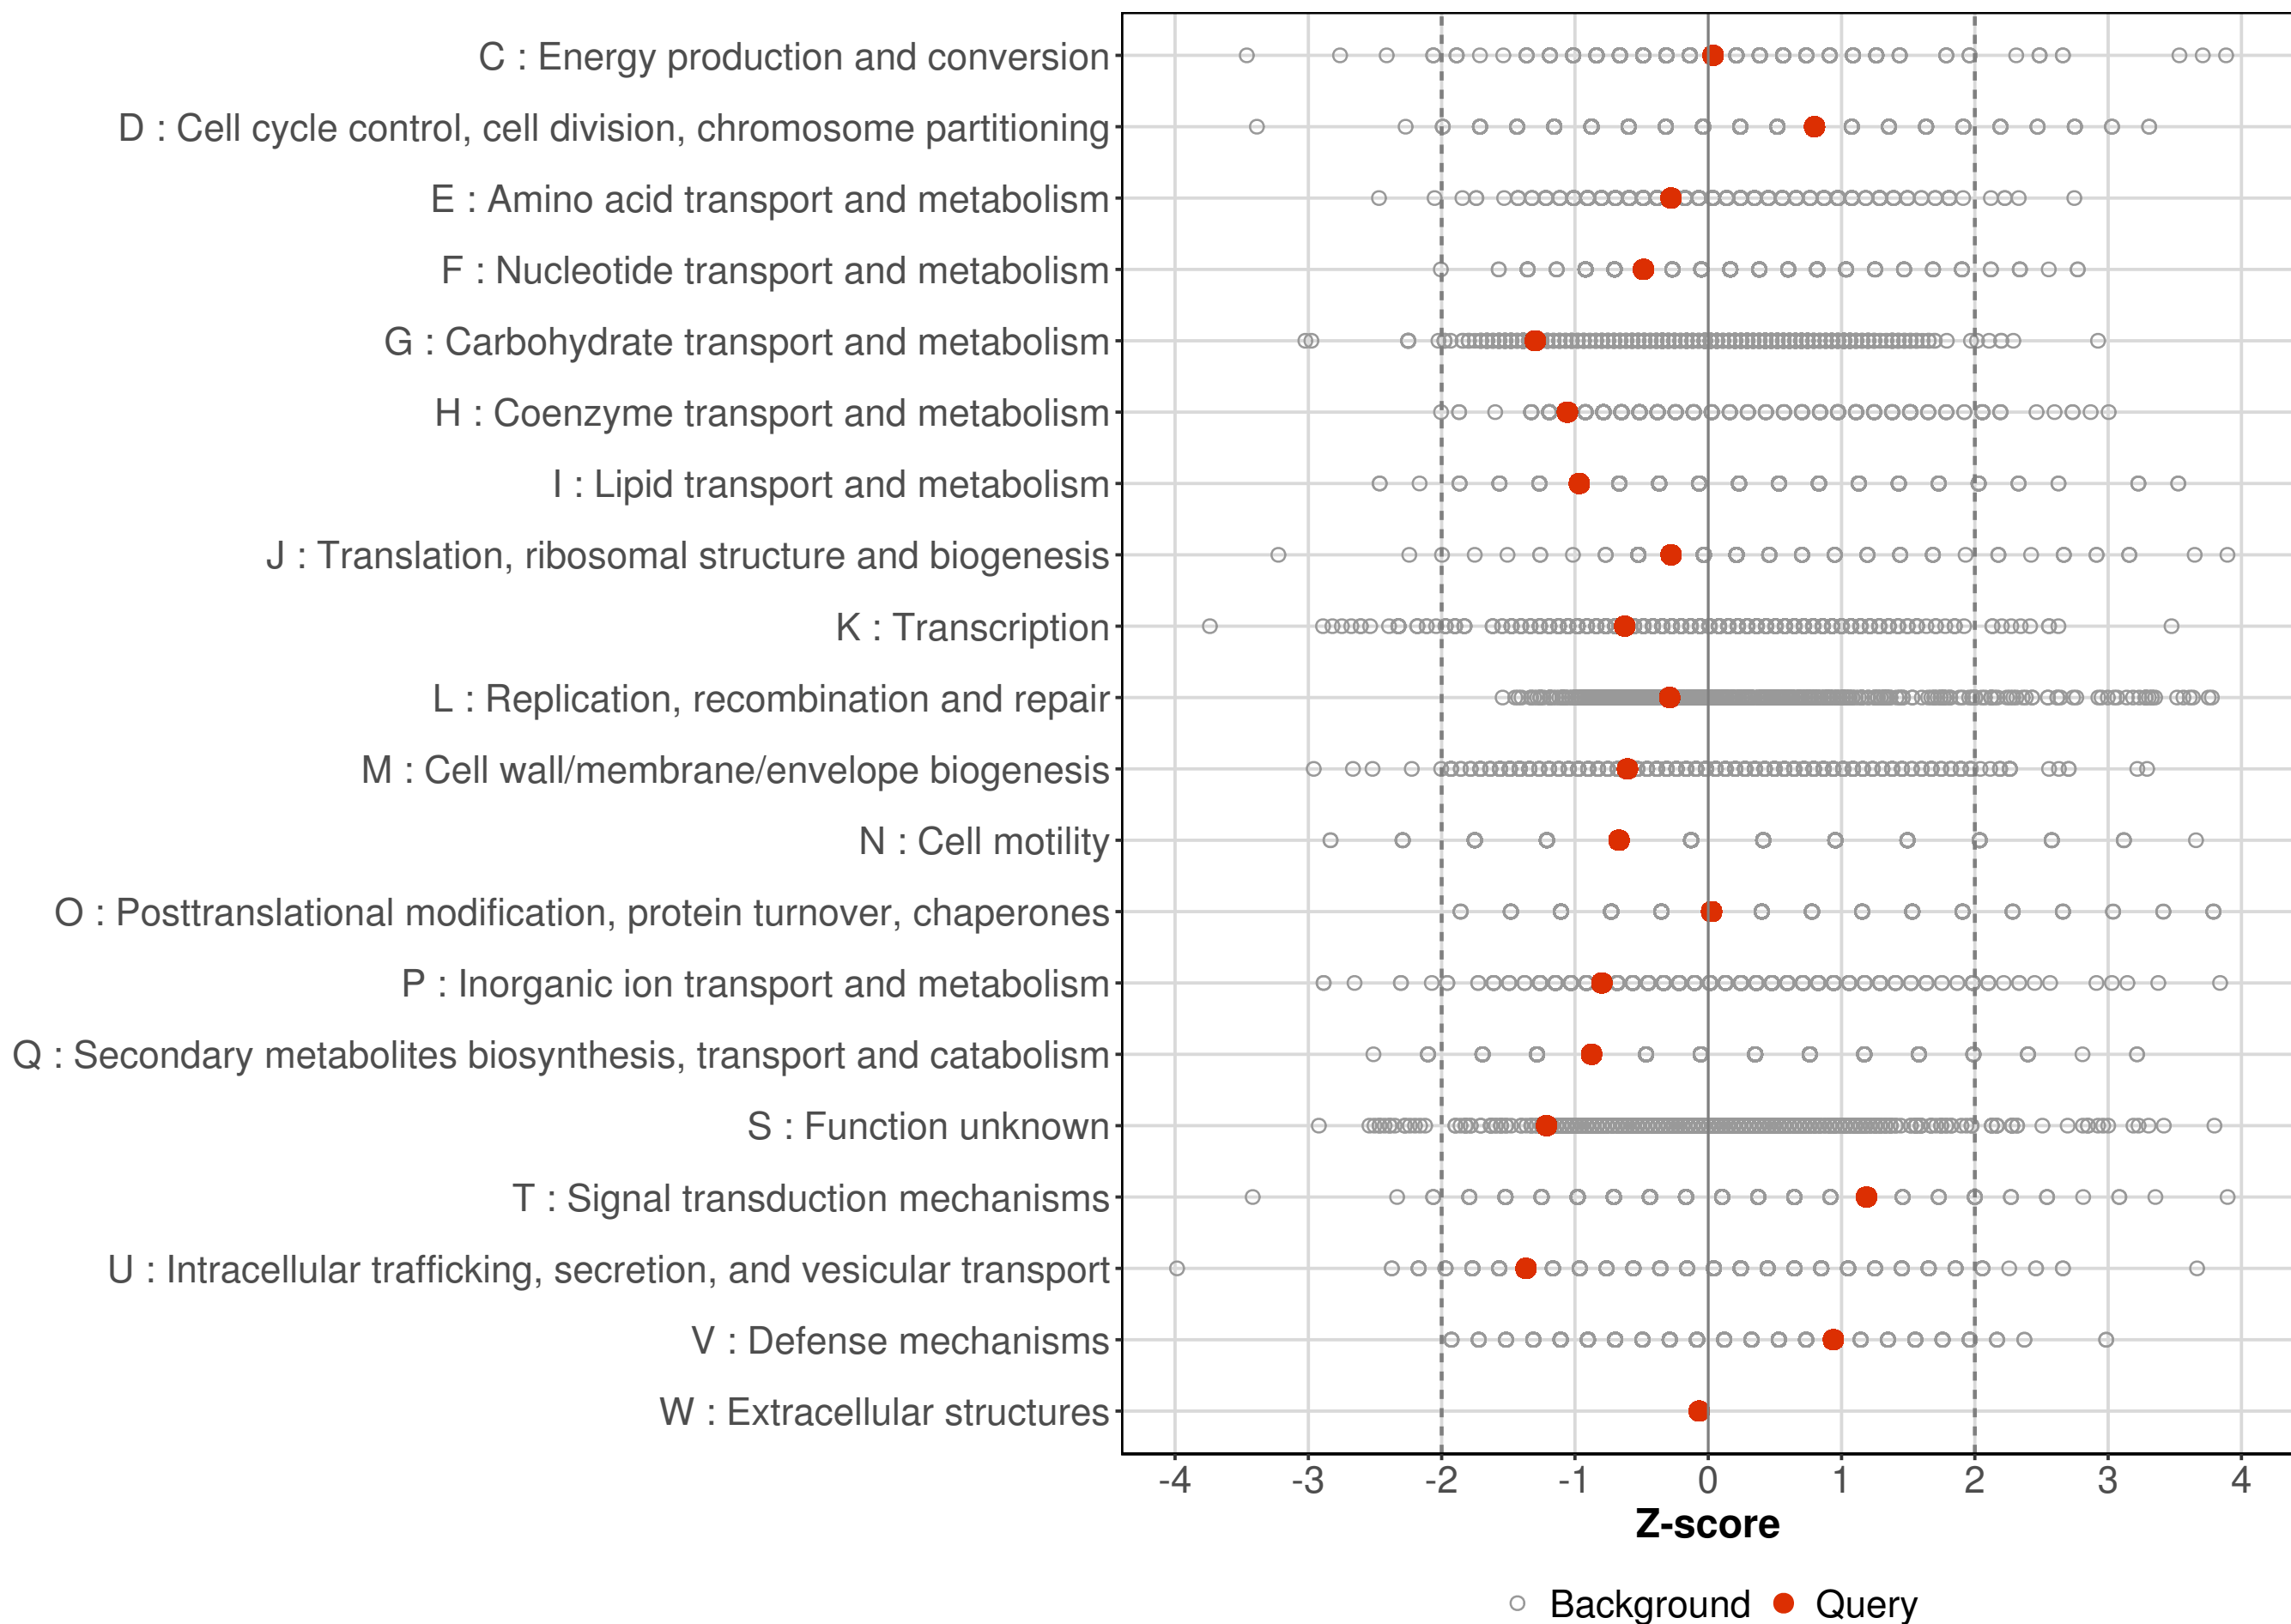 C : Energy production and conversion
D : Cell cycle control, cell division, chromosome partitioning
E : Amino acid transport and metabolism
F : Nucleotide transport and metabolism
G : Carbohydrate transport and metabolism
H : Coenzyme transport and metabolism
I : Lipid transport and metabolism
J : Translation, ribosomal structure and biogenesis
K : Transcription
L : Replication, recombination and repair
M : Cell wall/membrane/envelope biogenesis
N : Cell motility
O : Posttranslational modification, protein turnover, chaperones
P : Inorganic ion transport and metabolism
Q : Secondary metabolites biosynthesis, transport and catabolism
S : Function unknown
T : Signal transduction mechanisms
U : Intracellular trafficking, secretion, and vesicular transport
V : Defense mechanisms
W : Extracellular structures
-4 -3 -2 -1 0 1 2 3 4
Z-score
Background Query